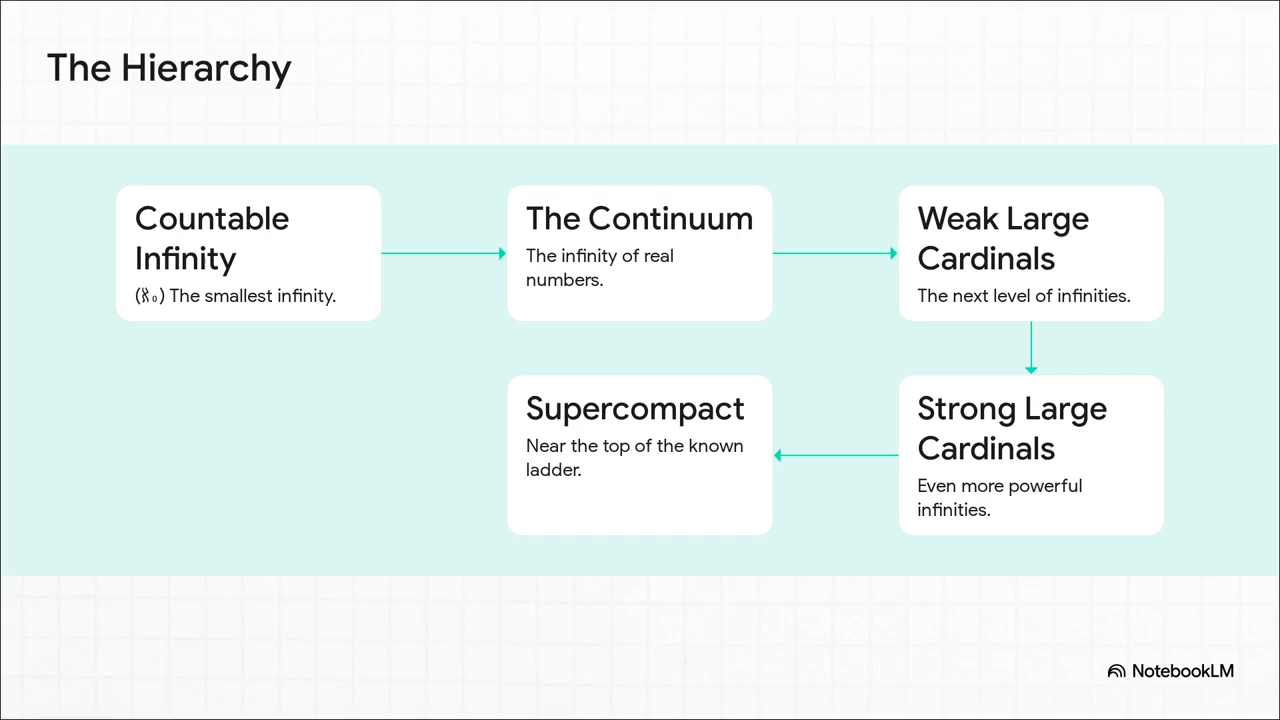 The Hierarchy
Countable
Infinity
(ℵ₀) The smallest infinity.
The Continuum
The infinity of real
numbers.
Weak Large
Cardinals
The next level of infinities.
Supercompact
Near the top of the known
ladder.
Strong Large
Cardinals
Even more powerful
infinities.
NotebookLM